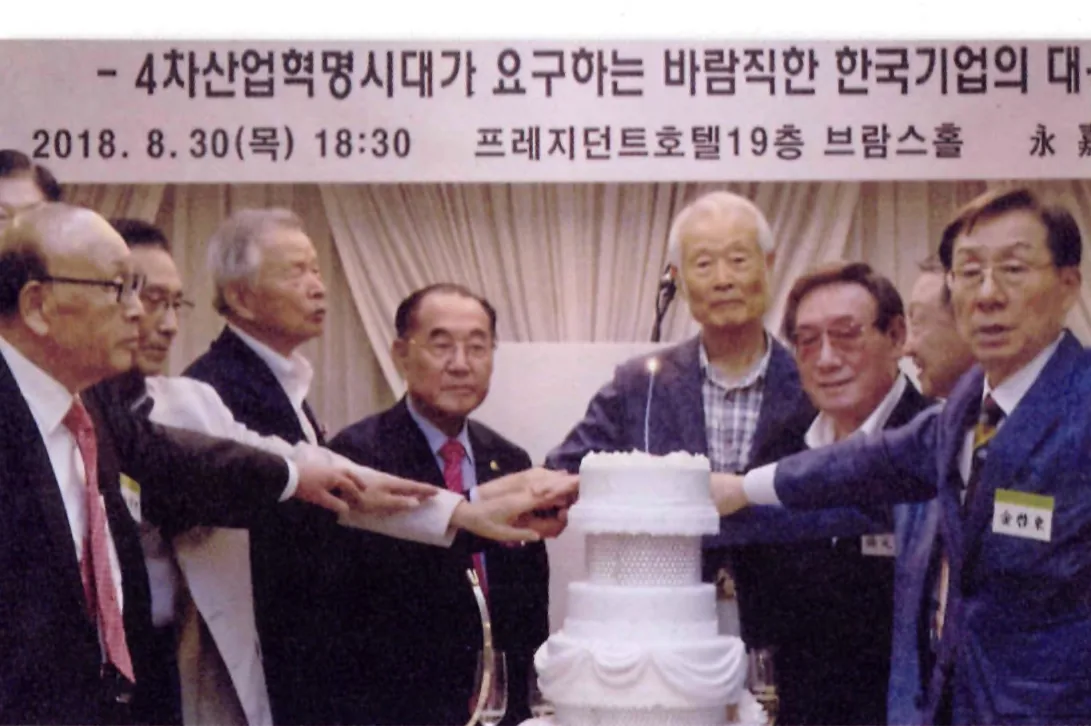 - 4차산업혁명시대가 요구하는 바람직한 한국기업의 대
2018. 8. 30(목) 18:30 프레지던트호텔19층 브람스홀 永